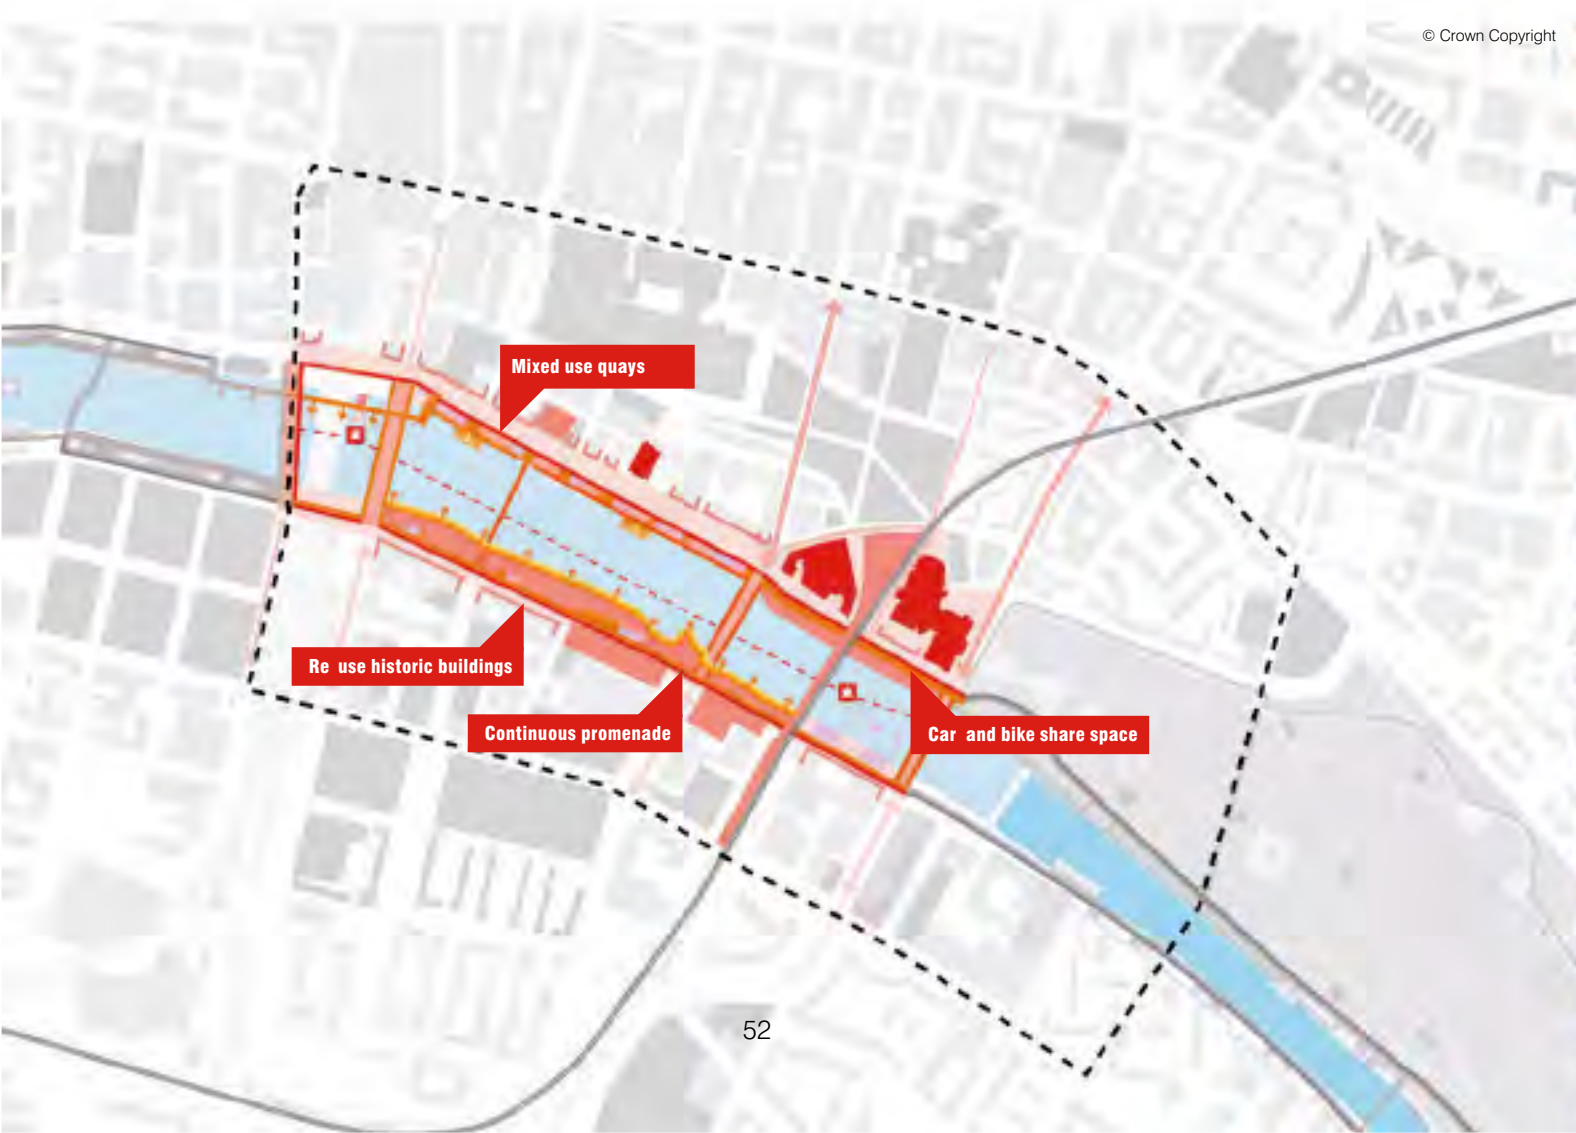 © Crown Copyright
Mixed use quays
Re use historic buildings
Continuous promenade
Car and bike share space
52